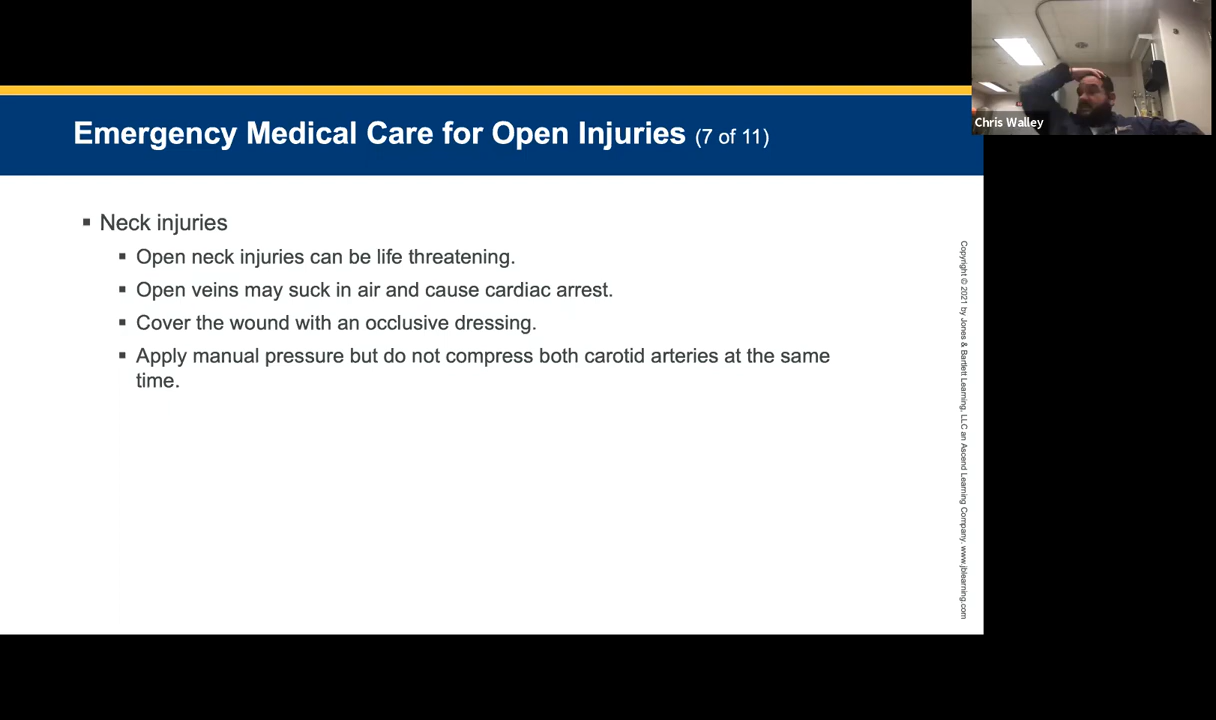 Emergency Medical Care for Open Injuries (7 of 11)
▪ Neck injuries
▪ Open neck injuries can be life threatening.
▪ Open veins may suck in air and cause cardiac arrest.
▪ Cover the wound with an occlusive dressing.
▪ Apply manual pressure but do not compress both carotid arteries at the same
time.
Chris Walley
Copyright © 2021 by Jones & Bartlett Learning, LLC an Ascend Learning Company. www.jblearning.com